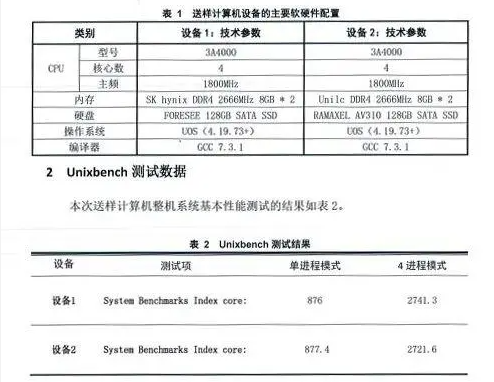 表 1 送样计算机设备的主要软硬件配置
类别 设备 1: 技术参数 设备 2: 技术参数
CPU 型号 3A4000 3A4000
核心数 4 4
主频 1800MHz 1800MHz
内存 SK hynix DDR4 2666MHz 8GB * 2 Unilc DDR4 2666MHz 8GB * 2
硬盘 FORESEE 128GB SATA SSD RAMAXEL AV310 128GB SATA SSD
操作系统 UOS (4.19.73+) UOS (4.19.73+)
编译器 GCC 7.3.1 GCC 7.3.1
2 Unixbench 测试数据
本次送样计算机整机系统基本性能测试的结果如表 2。
表 2 Unixbench 测试结果
设备 测试项 单进程模式 4 进程模式
设备1 System Benchmarks Index core: 876 2741.3
设备2 System Benchmarks Index core: 877.4 2721.6